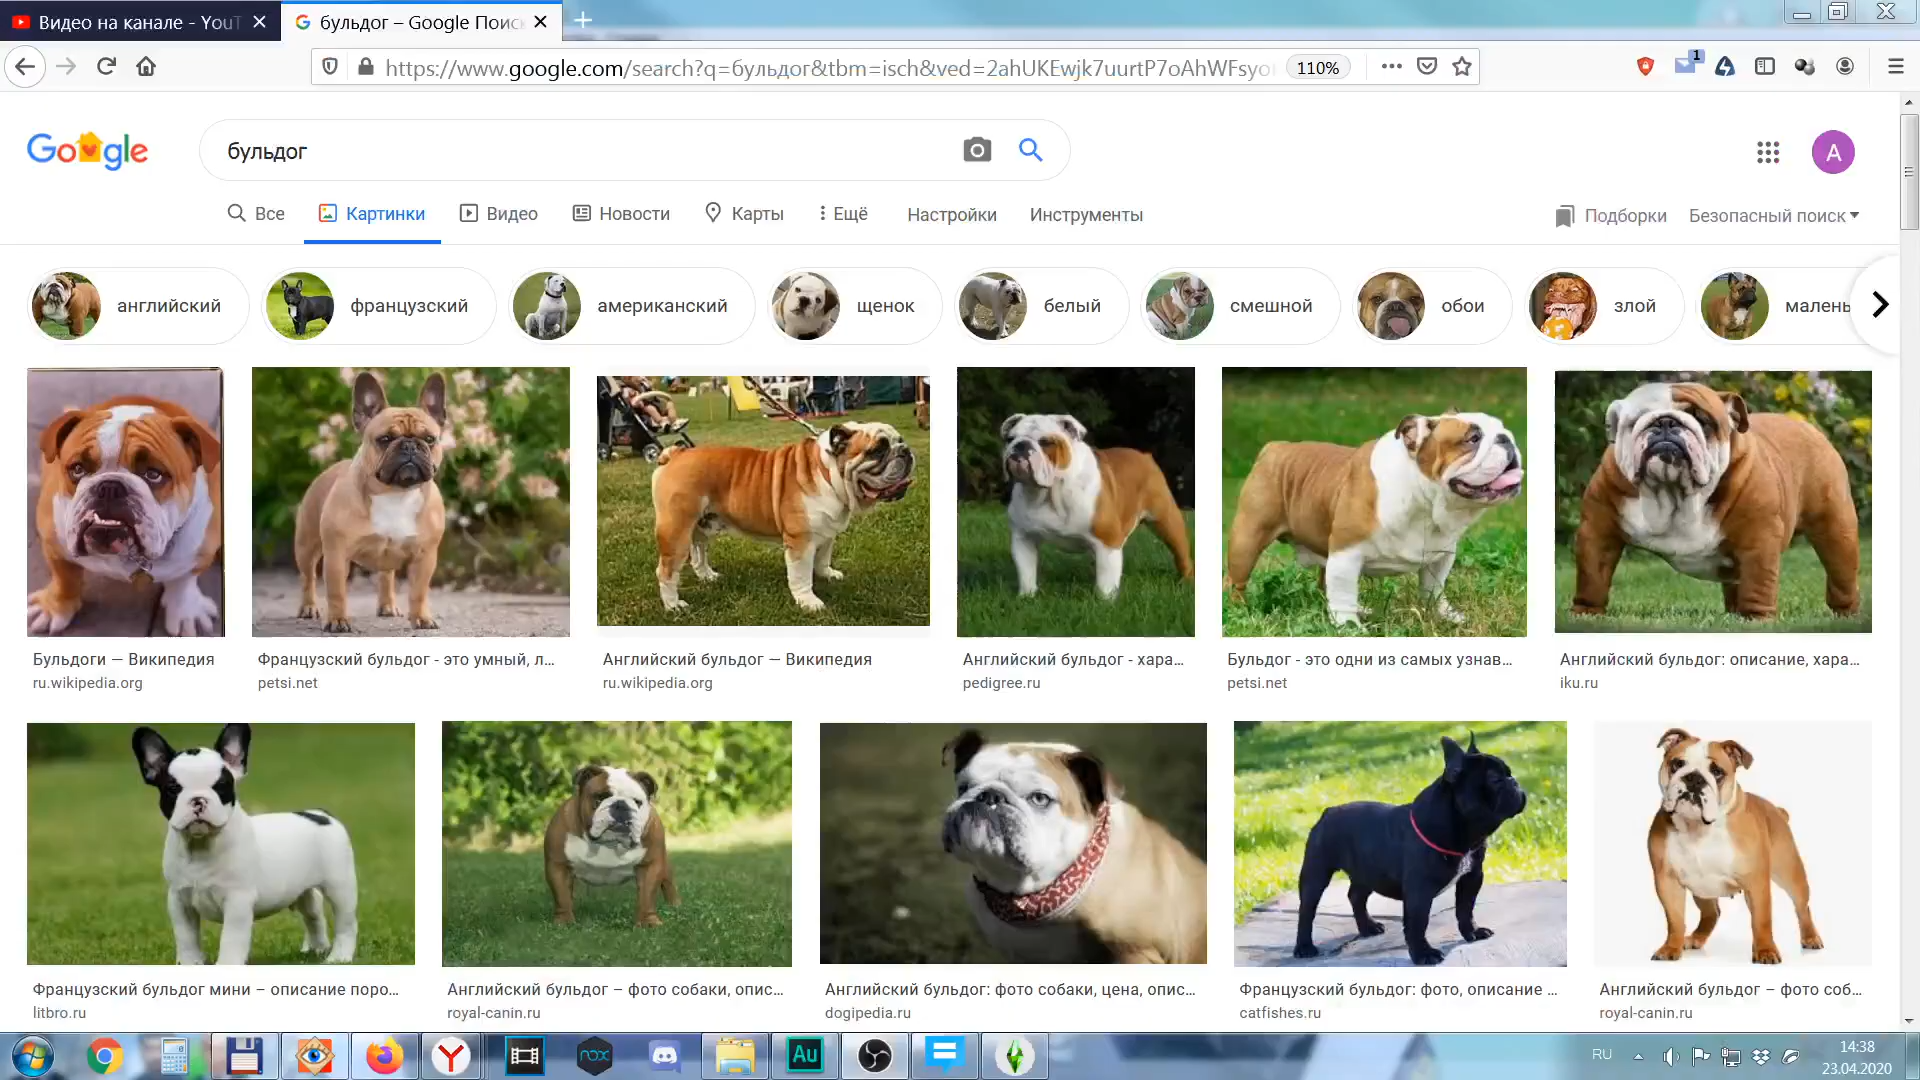 Видео на канале - YouT
бульдог – Google Поиск
https://www.google.com/search?q=бульдог&tbm=isch&ved=2ahUKEwjk7uurtP7oAhWFsyo
110%
1
Google
бульдог
A
Все
Картинки
Видео
Новости
Карты
Ещё
Настройки
Инструменты
Подборки
Безопасный поиск
английский
французский
американский
щенок
белый
смешной
обои
злой
малень
Бульдоги — Википедия
ru.wikipedia.org
Французский бульдог - это умный, л...
petsi.net
Английский бульдог — Википедия
ru.wikipedia.org
Английский бульдог - хара...
pedigree.ru
Бульдог - это одни из самых узнав...
petsi.net
Английский бульдог: описание, хара...
iku.ru
Французский бульдог мини – описание поро...
litbro.ru
Английский бульдог – фото собаки, опис...
royal-canin.ru
Английский бульдог: фото собаки, цена, опис...
dogipedia.ru
Французский бульдог: фото, описание ...
catfishes.ru
Английский бульдог – фото соб...
royal-canin.ru
nox
Au
RU
14:38
23.04.2020